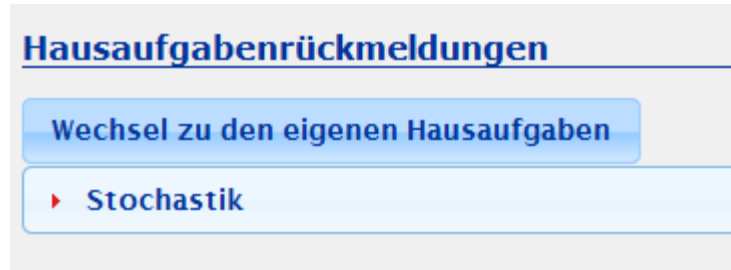 Hausaufgabenrückmeldungen
Wechsel zu den eigenen Hausaufgaben
Stochastik